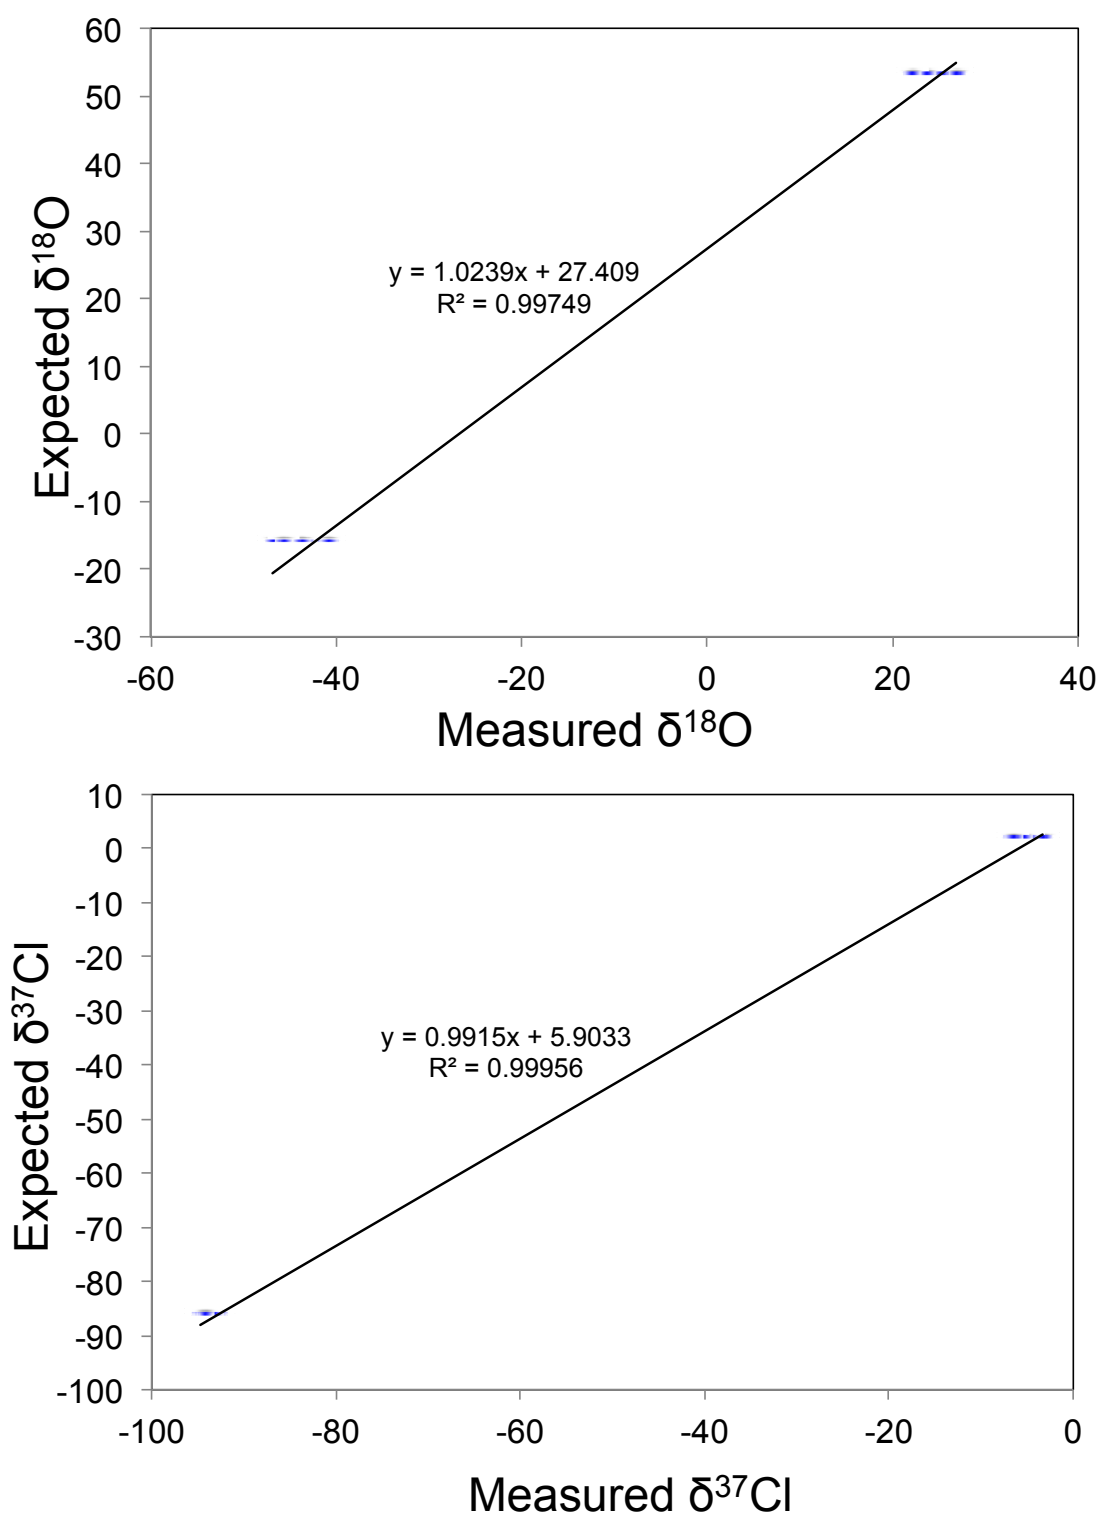 60
50
40
30
20
10
0
-10
-20
-30
Expected δ¹⁸O
y = 1.0239x + 27.409
R² = 0.99749
-60 -40 -20 0 20 40
Measured δ¹⁸O
10
0
-10
-20
-30
-40
-50
-60
-70
-80
-90
-100
Expected δ³⁷Cl
y = 0.9915x + 5.9033
R² = 0.99956
-100 -80 -60 -40 -20 0
Measured δ³⁷Cl